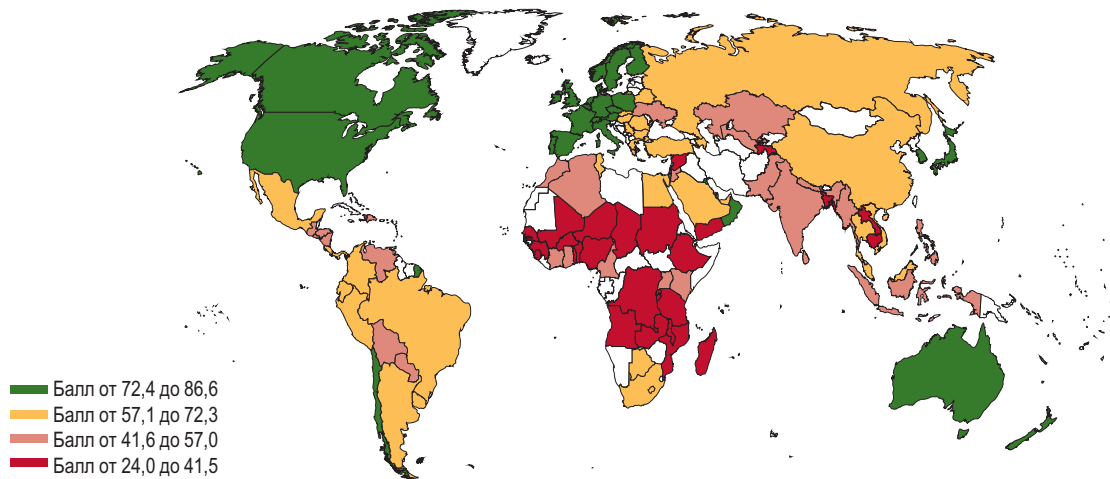 Балл от 72,4 до 86,6
Балл от 57,1 до 72,3
Балл от 41,6 до 57,0
Балл от 24,0 до 41,5